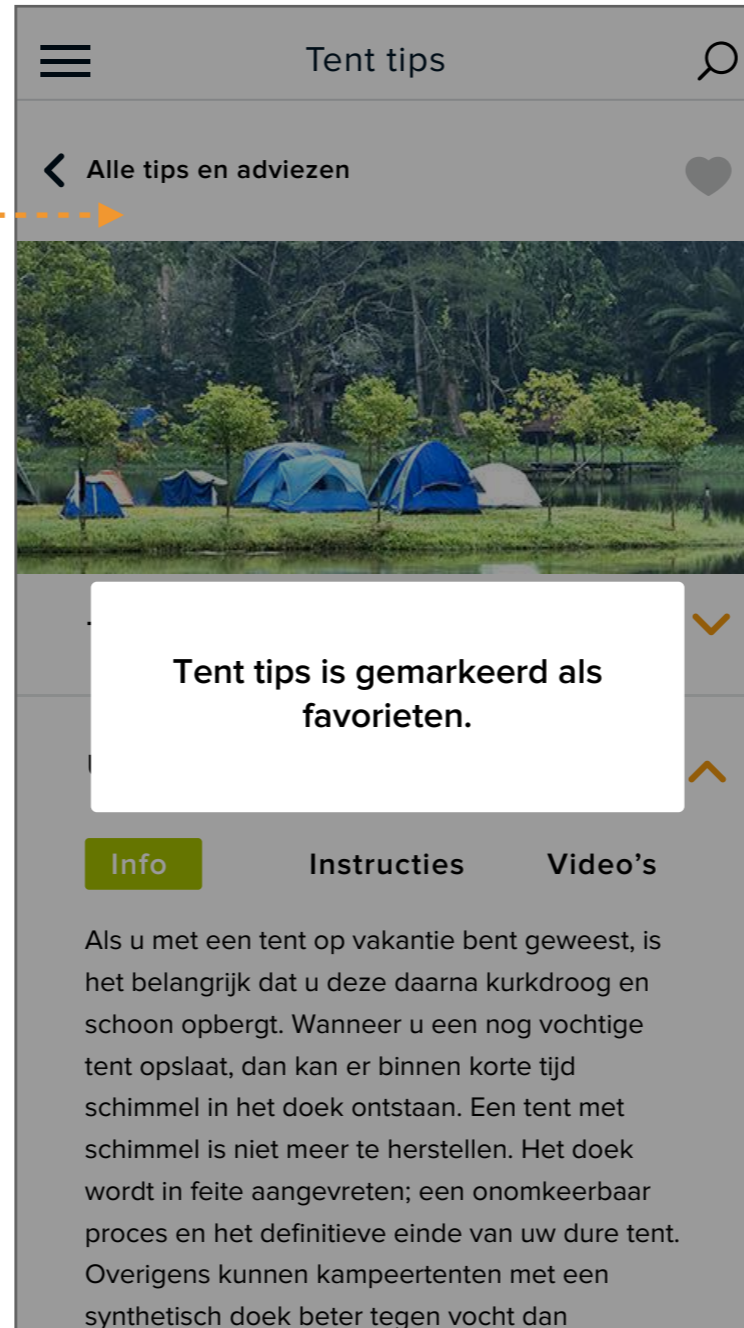 Tent tips
Alle tips en adviezen
Tent tips is gemarkeerd als
favorieten.
Info Instructies Video’s
Als u met een tent op vakantie bent geweest, is
het belangrijk dat u deze daarna kurkdroog en
schoon opbergt. Wanneer u een nog vochtige
tent opslaat, dan kan er binnen korte tijd
schimmel in het doek ontstaan. Een tent met
schimmel is niet meer te herstellen. Het doek
wordt in feite aangevreten; een onomkeerbaar
proces en het definitieve einde van uw dure tent.
Overigens kunnen kampeertenten met een
synthetisch doek beter tegen vocht dan